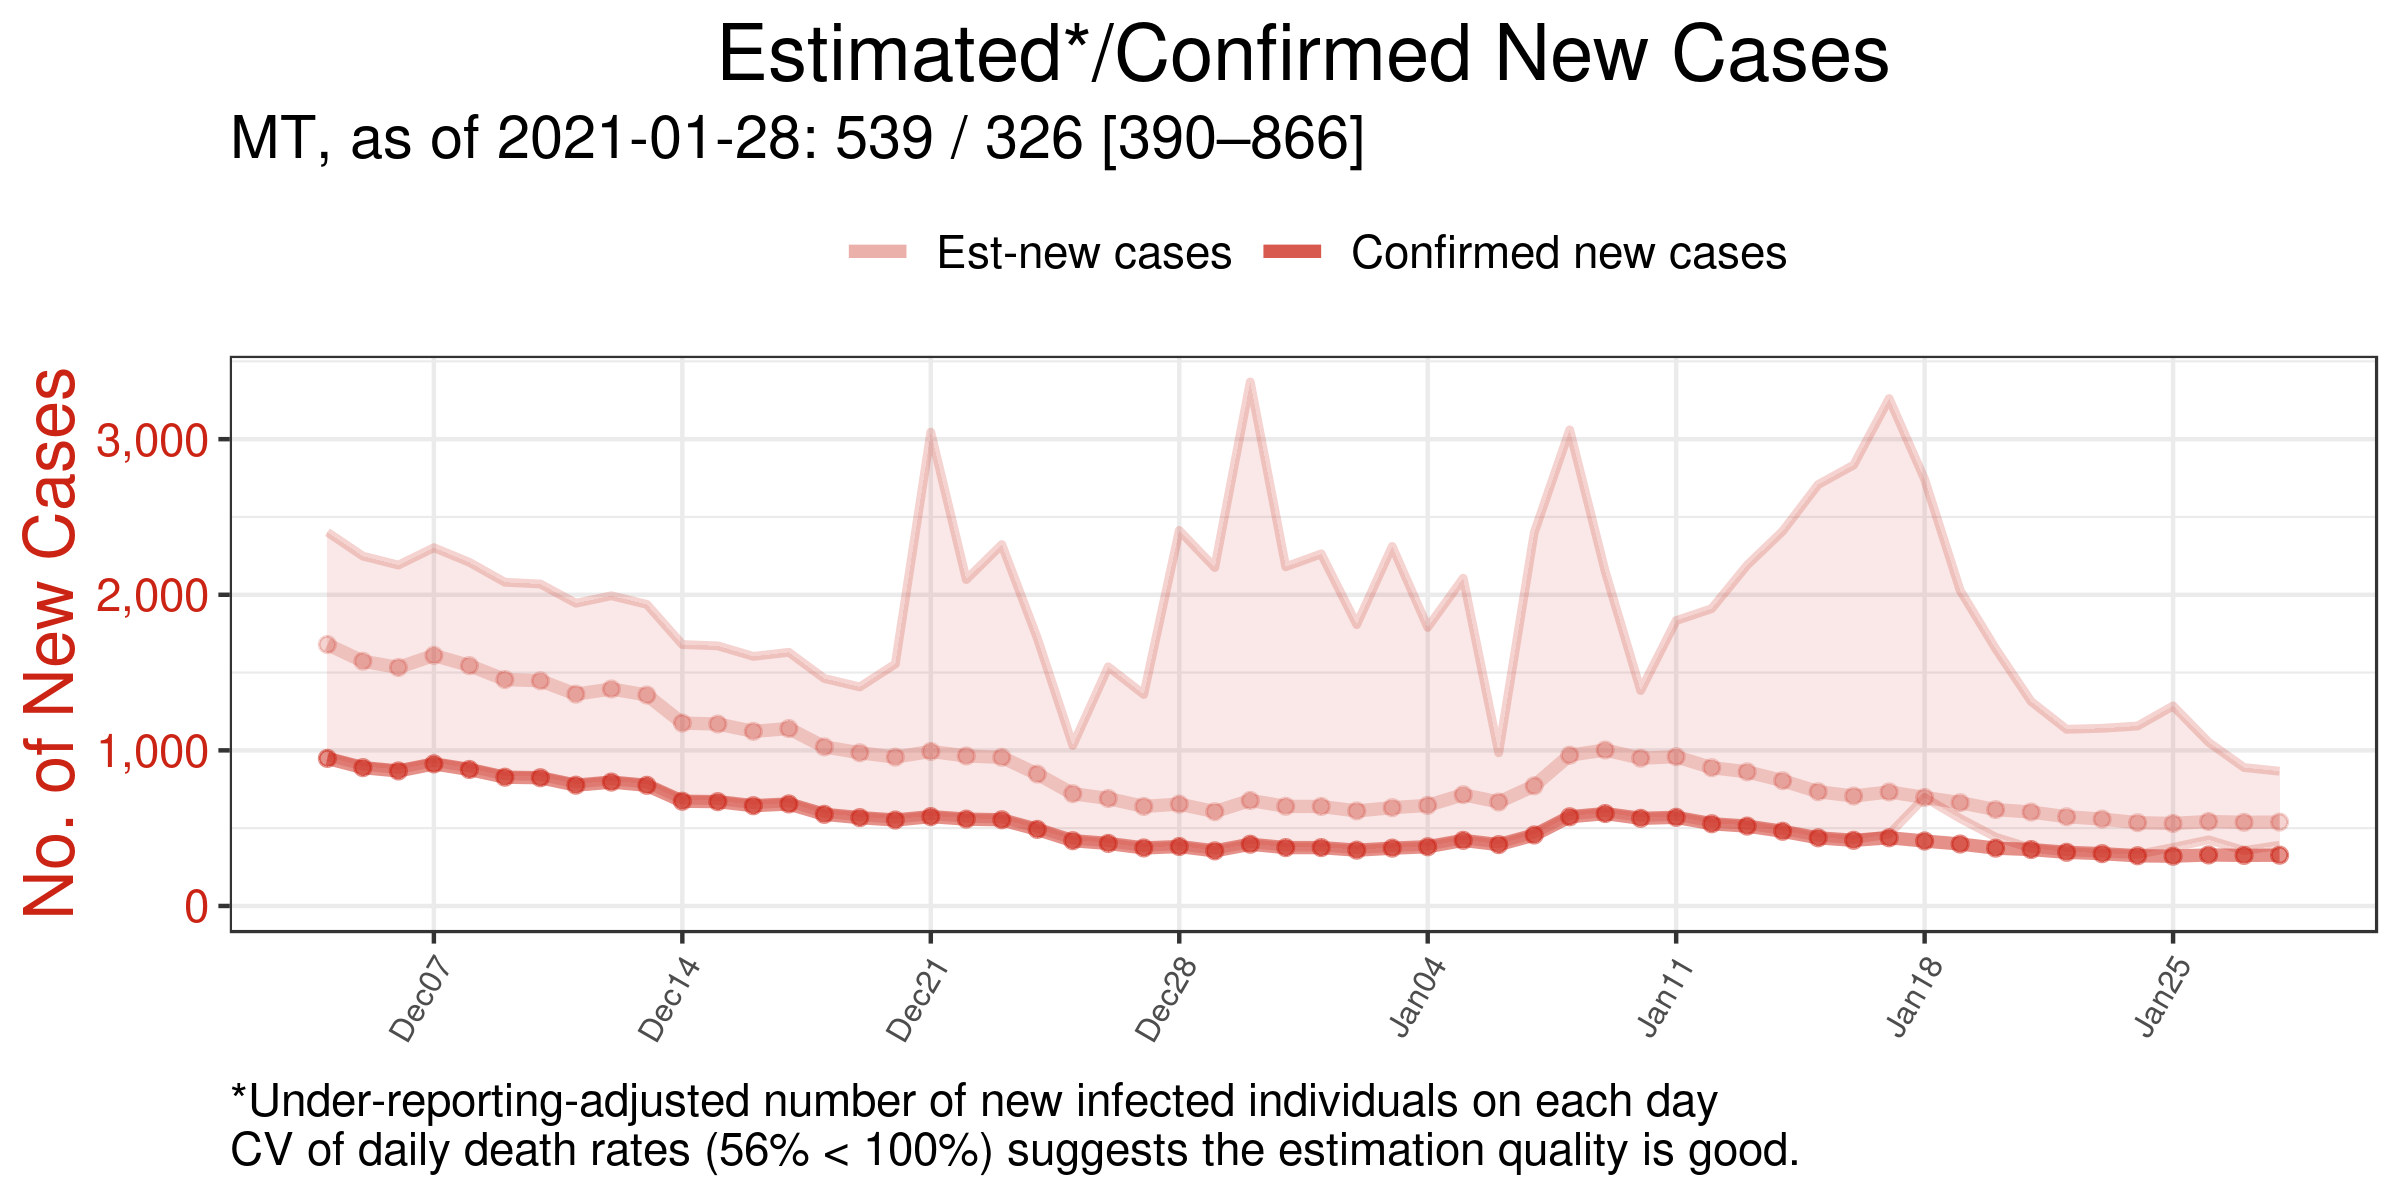 Estimated*/Confirmed New Cases
MT, as of 2021-01-28: 539 / 326 [390–866]
Est-new cases Confirmed new cases
No. of New Cases
3,000
2,000
1,000
0
Dec07 Dec14 Dec21 Dec28 Jan04 Jan11 Jan18 Jan25
*Under-reporting-adjusted number of new infected individuals on each day
CV of daily death rates (56% < 100%) suggests the estimation quality is good.